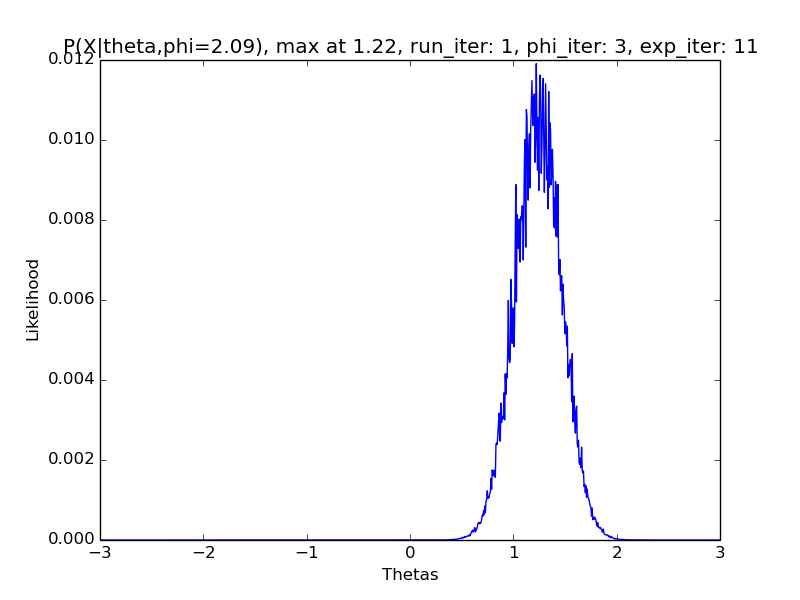 P(X|theta,phi=2.09), max at 1.22, run_iter: 1, phi_iter: 3, exp_iter: 11
0.012
0.010
0.008
0.006
0.004
0.002
0.000
Likelihood
−3 −2 −1 0 1 2 3
Thetas